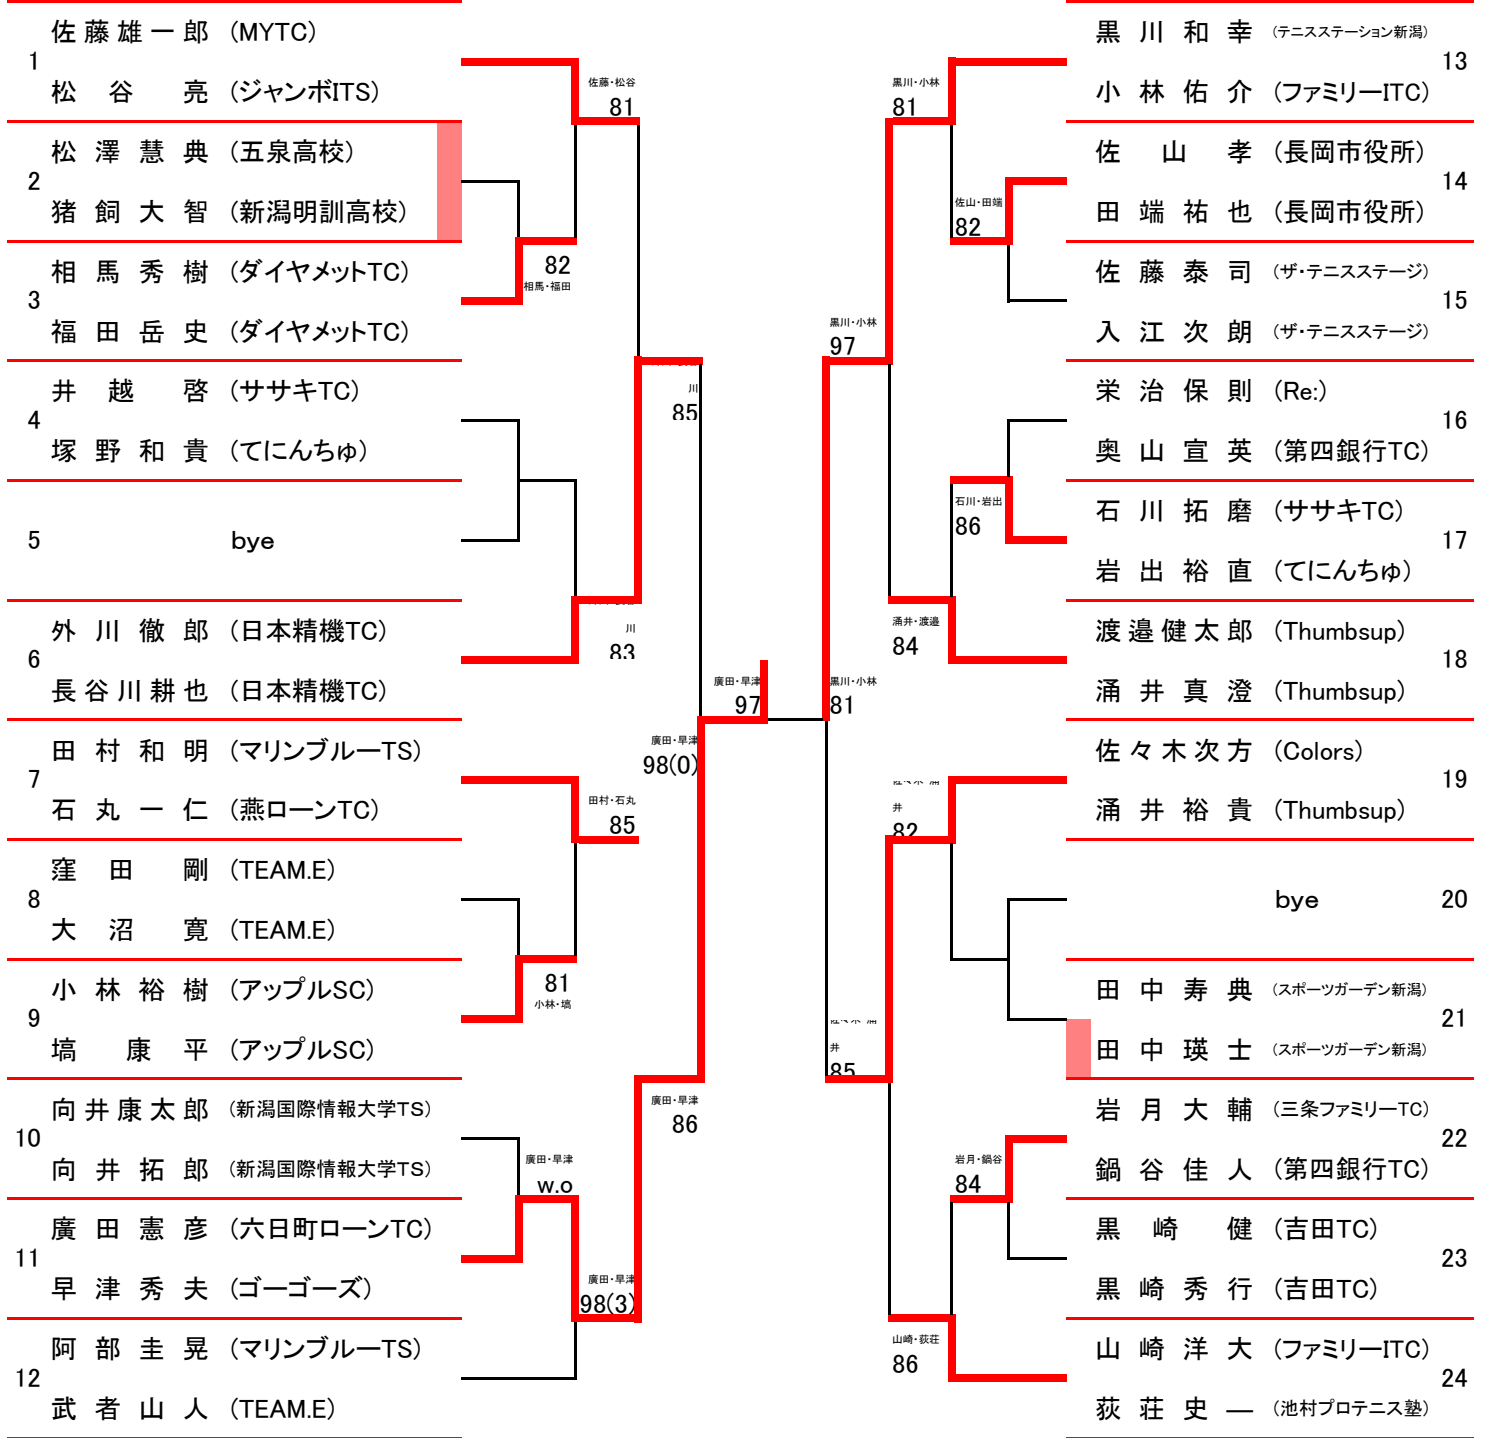 1
佐藤雄一郎 (MYTC)
松谷亮 (ジャンボITS)
2
松澤慧典 (五泉高校)
猪飼大智 (新潟明訓高校)
3
相馬秀樹 (ダイヤメットTC)
福田岳史 (ダイヤメットTC)
4
井越啓 (ササキTC)
塚野和貴 (てにんちゅ)
5
bye
6
外川徹郎 (日本精機TC)
長谷川耕也 (日本精機TC)
7
田村和明 (マリンブルーTS)
石丸一仁 (燕ローンTC)
8
窪田剛 (TEAM.E)
大沼寛 (TEAM.E)
9
小林裕樹 (アップルSC)
塙康平 (アップルSC)
10
向井康太郎 (新潟国際情報大学TS)
向井拓郎 (新潟国際情報大学TS)
11
廣田憲彦 (六日町ローンTC)
早津秀夫 (ゴーゴーズ)
12
阿部圭晃 (マリンブルーTS)
武者山人 (TEAM.E)
佐藤・松谷
81
82
相馬・福田
川
85
川
83
田村・石丸
85
81
小林・塙
廣田・早津
w.o
廣田・早津
98(3)
廣田・早津
86
廣田・早津
98(0)
廣田・早津
97
黒川・小林
81
黒川・小林
97
黒川・小林
81
佐山・田端
82
石川・岩出
86
涌井・渡邉
84
井
82
井
85
岩月・鍋谷
84
山崎・荻荘
86
黒川和幸 (テニスステーション新潟)
13
小林佑介 (ファミリーITC)
佐山孝 (長岡市役所)
14
田端祐也 (長岡市役所)
佐藤泰司 (ザ・テニスステージ)
15
入江次朗 (ザ・テニスステージ)
栄治保則 (Re:)
16
奥山宣英 (第四銀行TC)
石川拓磨 (ササキTC)
17
岩出裕直 (てにんちゅ)
渡邉健太郎 (Thumbsup)
18
涌井真澄 (Thumbsup)
佐々木次方 (Colors)
19
涌井裕貴 (Thumbsup)
bye
20
田中寿典 (スポーツガーデン新潟)
21
田中瑛士 (スポーツガーデン新潟)
岩月大輔 (三条ファミリーTC)
22
鍋谷佳人 (第四銀行TC)
黒崎健 (吉田TC)
23
黒崎秀行 (吉田TC)
山崎洋大 (ファミリーITC)
24
荻荘史― (池村プロテニス塾)